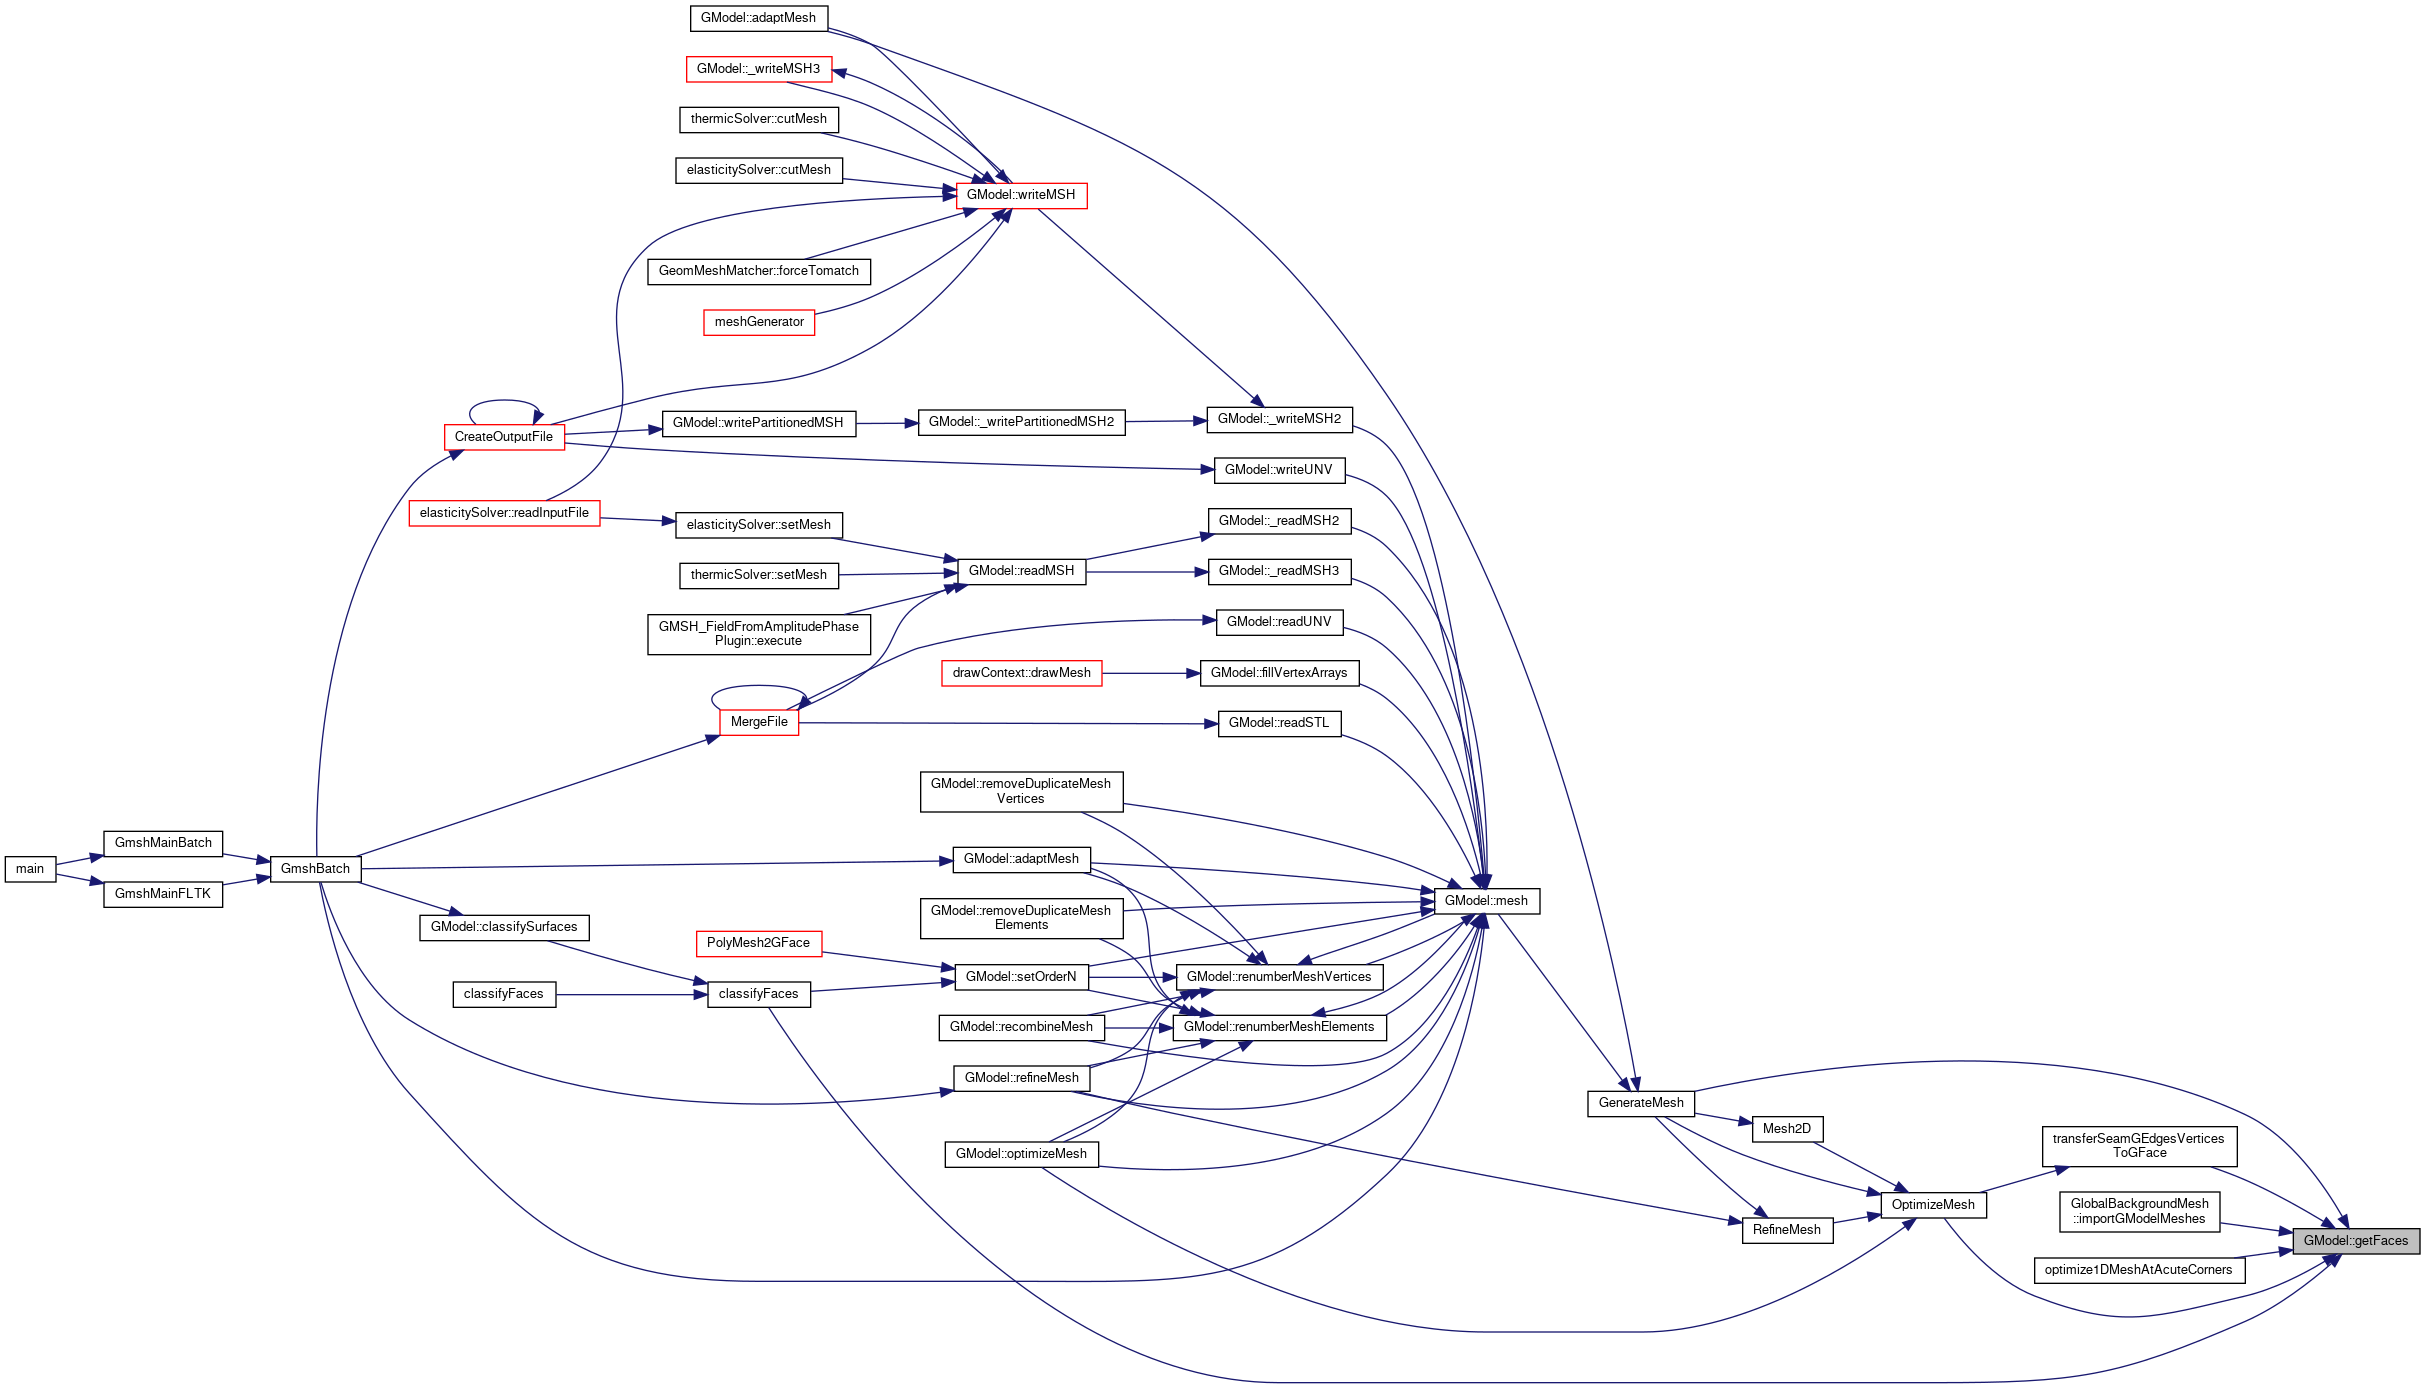 GModel::adaptMesh
GModel::_writeMSH3
thermicSolver::cutMesh
elasticitySolver::cutMesh
GModel::writeMSH
GeomMeshMatcher::forceTomatch
meshGenerator
CreateOutputFile
GModel::writePartitionedMSH
GModel::_writePartitionedMSH2
GModel::_writeMSH2
GModel::writeUNV
elasticitySolver::readInputFile
elasticitySolver::setMesh
GModel::_readMSH2
thermicSolver::setMesh
GModel::readMSH
GModel::_readMSH3
GMSH_FieldFromAmplitudePhase
Plugin::execute
GModel::readUNV
drawContext::drawMesh
GModel::fillVertexArrays
MergeFile
GModel::readSTL
GModel::removeDuplicateMesh
Vertices
main
GmshMainBatch
GmshMainFLTK
GmshBatch
GModel::adaptMesh
GModel::mesh
GModel::removeDuplicateMesh
Elements
GModel::classifySurfaces
PolyMesh2GFace
GModel::setOrderN
GModel::renumberMeshVertices
classifyFaces
classifyFaces
GModel::recombineMesh
GModel::renumberMeshElements
GModel::refineMesh
GModel::optimizeMesh
GenerateMesh
Mesh2D
transferSeamGEdgesVertices
ToGFace
OptimizeMesh
GlobalBackgroundMesh
::importGModelMeshes
RefineMesh
GModel::getFaces
optimize1DMeshAtAcuteCorners